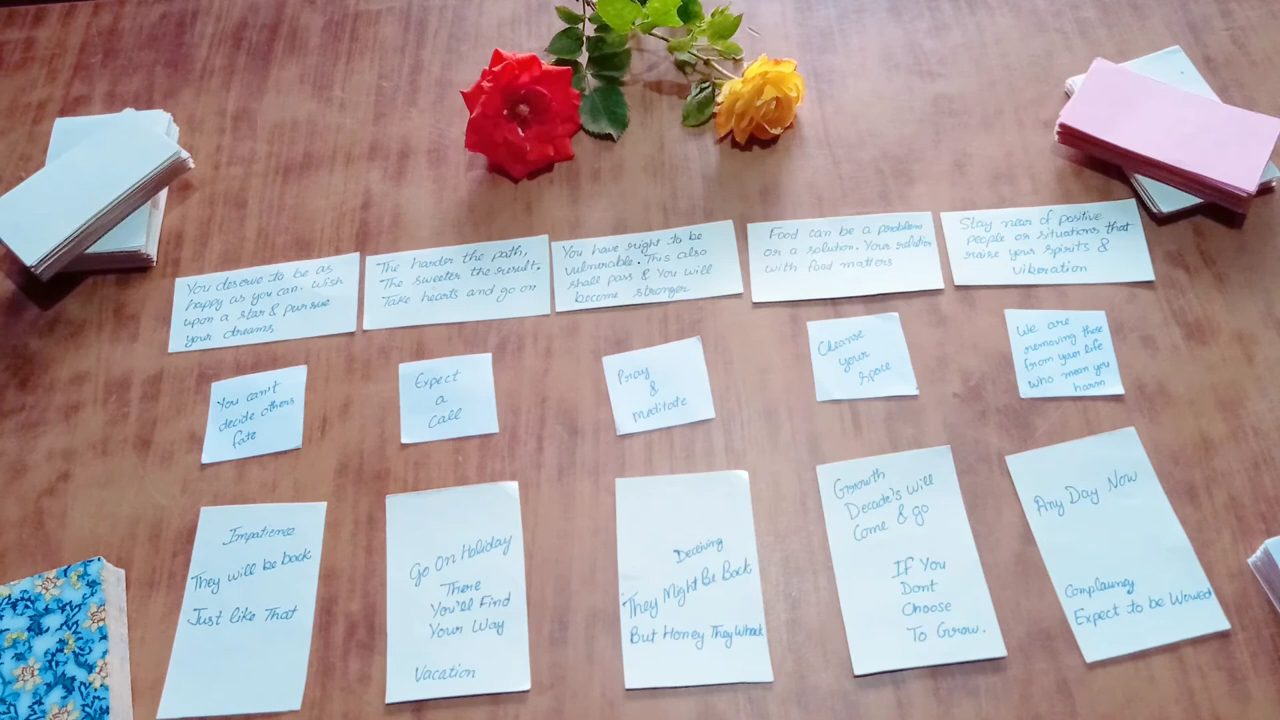 You deserve to be as
happy as you can. Wish
upon a star & pursue
your dreams.
The harder the path,
The sweeter the result.
Take hearts and go on
You have right to be
vulnerable. This also
shall pass & You will
become stronger
Food can be a problem
or a solution. Your relation
with food matters
Stay near of positive
people or situations that
raise your spirits &
viberation
You can't
decide others
fate
Expect
a
Call
Pray
&
meditate
Cleanse
your
space
We are
removing those
from your life
who mean you
harm
Impatience
They will be back
Just like That
Go On Holiday
There
You'll Find
Your Way
Vacation
Deceiving
They Might Be Back
But Honey They
Growth
Decade's Will
Come & go
If You
Dont
Choose
To Grow.
Any Day Now
Complauncy
Expect to be Wowed